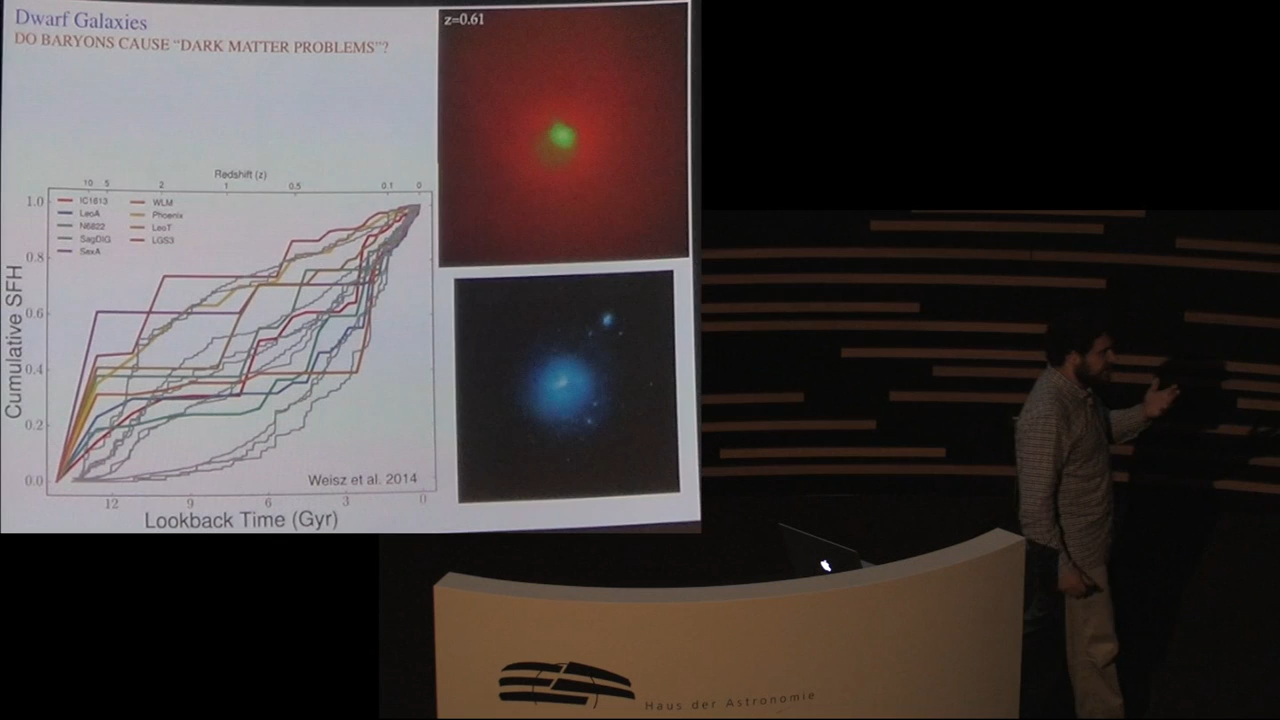 Dwarf Galaxies
DO BARYONS CAUSE “DARK MATTER PROBLEMS”?
z=0.61
Redshift (z)
10 5 2 1 0.5 0.1 0
1.0
0.8
0.6
0.4
0.2
0.0
Cumulative SFH
IC1613
LeoA
N6822
SagDIG
SexA
WLM
Phoenix
LeoT
LGS3
Weisz et al. 2014
12 9 6 3 0
Lookback Time (Gyr)
Haus der Astronomie